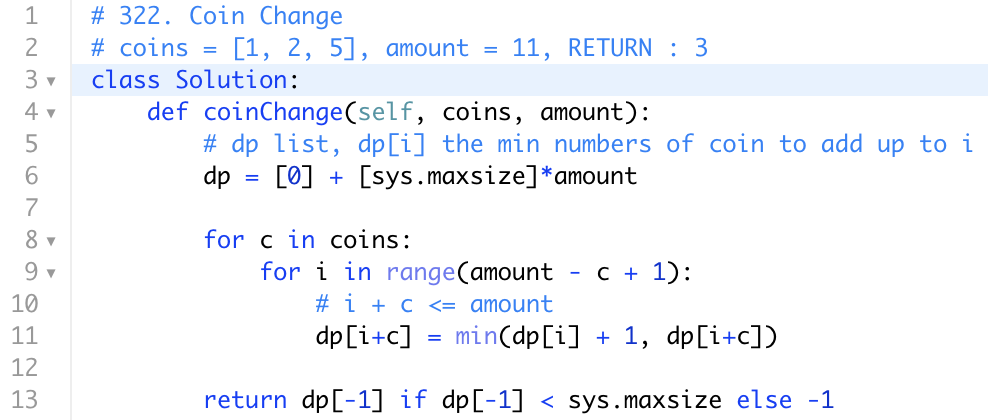 1 # 322. Coin Change
2 # coins = [1, 2, 5], amount = 11, RETURN : 3
3 class Solution:
4     def coinChange(self, coins, amount):
5         # dp list, dp[i] the min numbers of coin to add up to i
6         dp = [0] + [sys.maxsize]*amount
7
8         for c in coins:
9             for i in range(amount - c + 1):
10                 # i + c <= amount
11                 dp[i+c] = min(dp[i] + 1, dp[i+c])
12
13         return dp[-1] if dp[-1] < sys.maxsize else -1